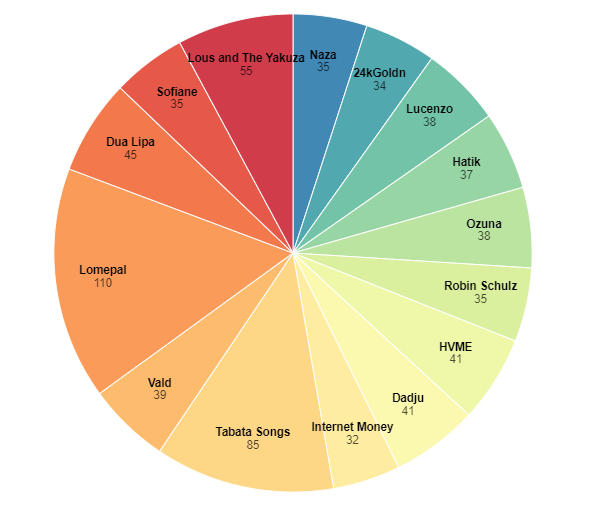 Naza
35
24kGoldn
34
Lucenzo
38
Hatik
37
Ozuna
38
Robin Schulz
35
HVME
41
Dadju
41
Internet Money
32
Tabata Songs
85
Vald
39
Lomepal
110
Dua Lipa
45
Sofiane
35
Lous and The Yakuza
55